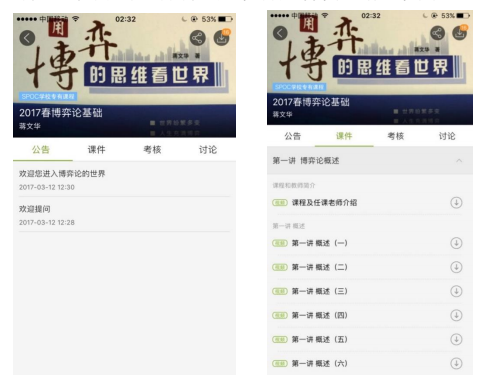 中国移动 02:32 53%
用
博弈
蒋文华 著
的思维看世界
SPOC学校专有课程
2017春博弈论基础
蒋文华
公告 课件 考核 讨论
欢迎您进入博弈论的世界
2017-03-12 12:30
欢迎提问
2017-03-12 12:28
02:32 53%
用
博弈
蒋文华 著
的思维看世界
SPOC学校专有课程
2017春博弈论基础
蒋文华
公告 课件 考核 讨论
第一讲 博弈论概述
课程和教师简介
视频 课程及任课老师介绍
第一讲 概述
视频 第一讲 概述（一）
视频 第一讲 概述（二）
视频 第一讲 概述（三）
视频 第一讲 概述（四）
视频 第一讲 概述（五）
视频 第一讲 概述（六）